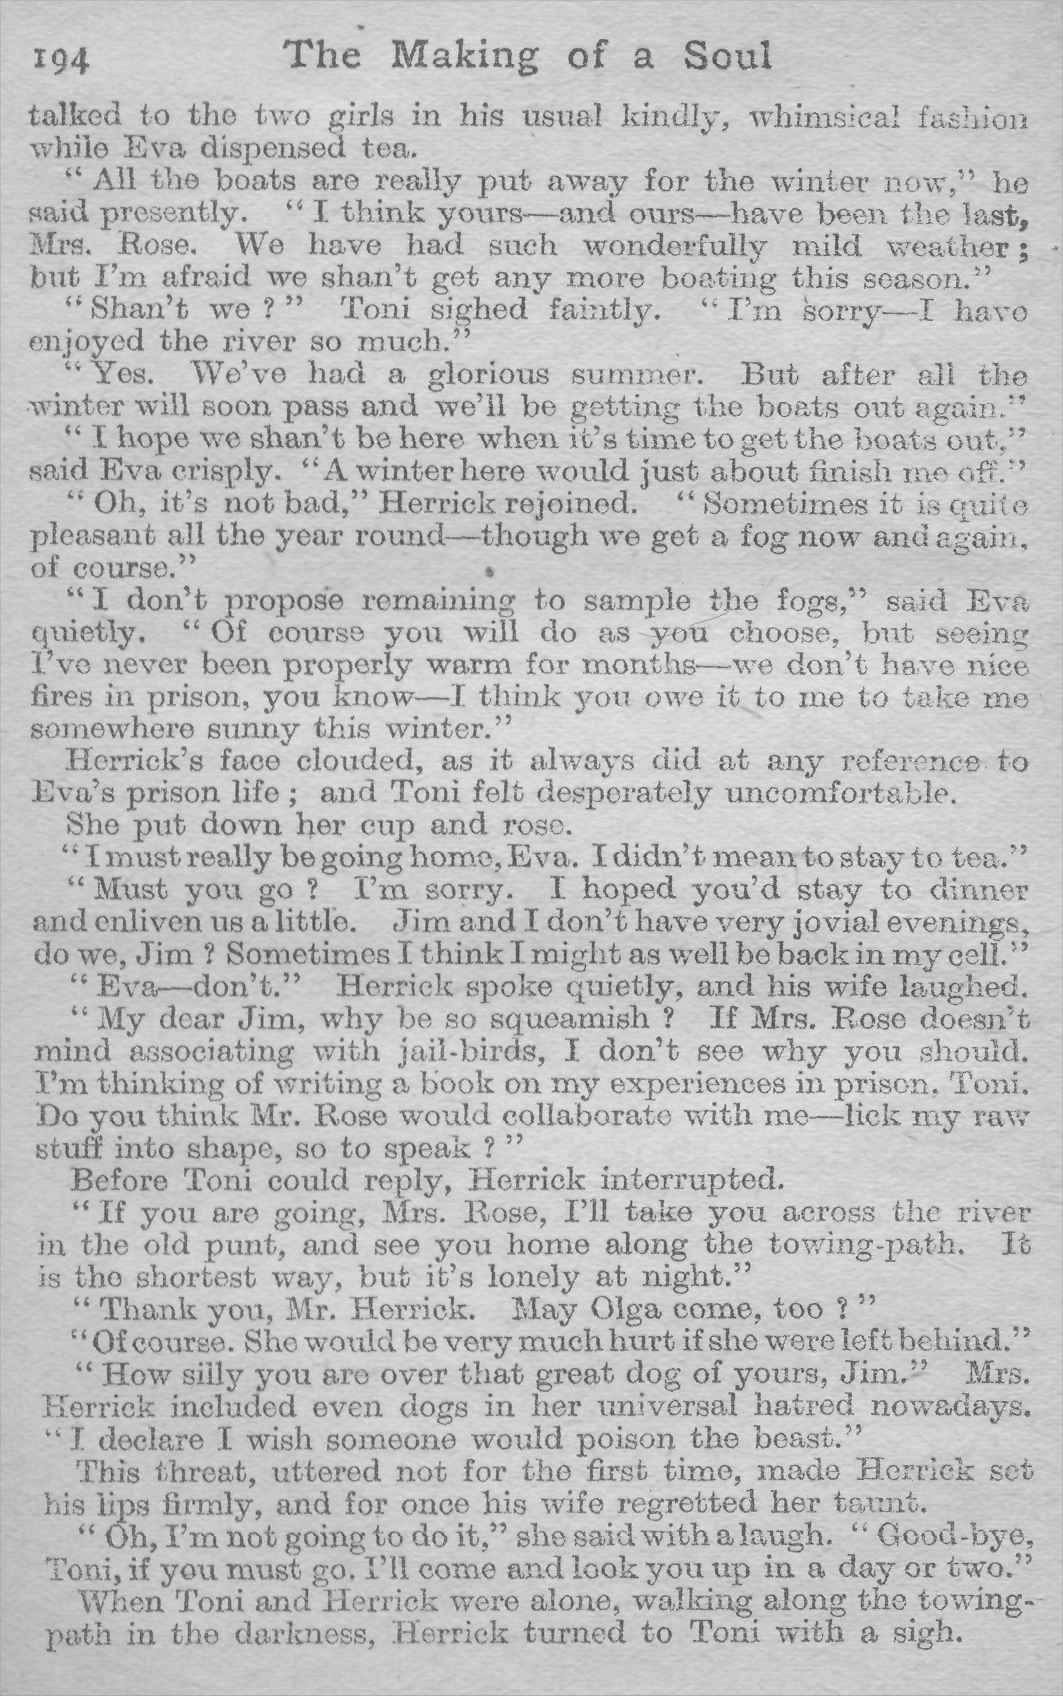 194 The Making of a Soul
talked to the two girls in his usual kindly, whimsical fashion
while Eva dispensed tea.
“ All the boats are really put away for the winter now,” he
said presently. “ I think yours—and ours—have been the last,
Mrs. Rose. We have had such wonderfully mild weather ;
but I’m afraid we shan’t get any more boating this season.”
“ Shan’t we ? ” Toni sighed faintly. “ I’m sorry—I have
enjoyed the river so much.”
“ Yes. We’ve had a glorious summer. But after all the
winter will soon pass and we’ll be getting the boats out again.”
“ I hope we shan’t be here when it’s time to get the boats out,”
said Eva crisply. “A winter here would just about finish me off.”
“ Oh, it’s not bad,” Herrick rejoined. “ Sometimes it is quite
pleasant all the year round—though we get a fog now and again,
of course.”
“ I don’t propose remaining to sample the fogs,” said Eva
quietly. “ Of course you will do as you choose, but seeing
I’ve never been properly warm for months—we don’t have nice
fires in prison, you know—I think you owe it to me to take me
somewhere sunny this winter.”
Herrick’s face clouded, as it always did at any reference to
Eva’s prison life ; and Toni felt desperately uncomfortable.
She put down her cup and rose.
“ I must really be going home, Eva. I didn’t mean to stay to tea.”
“ Must you go ? I’m sorry. I hoped you’d stay to dinner
and enliven us a little. Jim and I don’t have very jovial evenings,
do we, Jim ? Sometimes I think I might as well be back in my cell.”
“ Eva—don’t.” Herrick spoke quietly, and his wife laughed.
“ My dear Jim, why be so squeamish ? If Mrs. Rose doesn’t
mind associating with jail-birds, I don’t see why you should.
I’m thinking of writing a book on my experiences in prison, Toni.
Do you think Mr. Rose would collaborate with me—lick my raw
stuff into shape, so to speak ? ”
Before Toni could reply, Herrick interrupted.
“ If you are going, Mrs. Rose, I’ll take you across the river
in the old punt, and see you home along the towing-path. It
is the shortest way, but it’s lonely at night.”
“ Thank you, Mr. Herrick. May Olga come, too ? ”
“Of course. She would be very much hurt if she were left behind.”
“ How silly you are over that great dog of yours, Jim.” Mrs.
Herrick included even dogs in her universal hatred nowadays.
“ I declare I wish someone would poison the beast.”
This threat, uttered not for the first time, made Herrick set
his lips firmly, and for once his wife regretted her taunt.
“ Oh, I’m not going to do it,” she said with a laugh. “ Good-bye,
Toni, if you must go. I’ll come and look you up in a day or two.”
When Toni and Herrick were alone, walking along the towing-
path in the darkness, Herrick turned to Toni with a sigh.